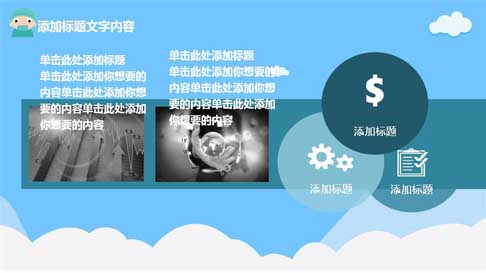 添加标题文字内容
单击此处添加标题
单击此处添加你想要的
内容单击此处添加你想
要的内容单击此处添加
你想要的内容
单击此处添加标题
单击此处添加你想要的
内容单击此处添加你想
要的内容单击此处添加
你想要的内容
$
添加标题
添加标题
添加标题